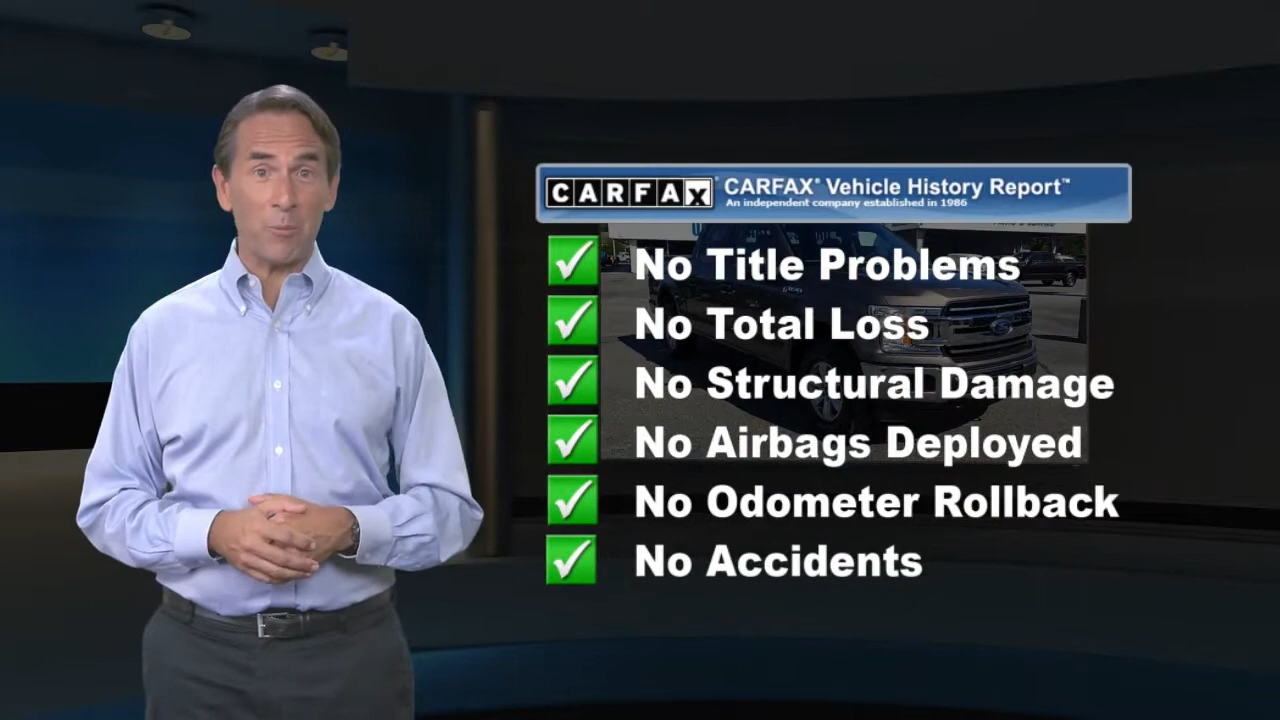 CARFAX® CARFAX® Vehicle History Report™
An independent company established in 1986
No Title Problems
No Total Loss
No Structural Damage
No Airbags Deployed
No Odometer Rollback
No Accidents